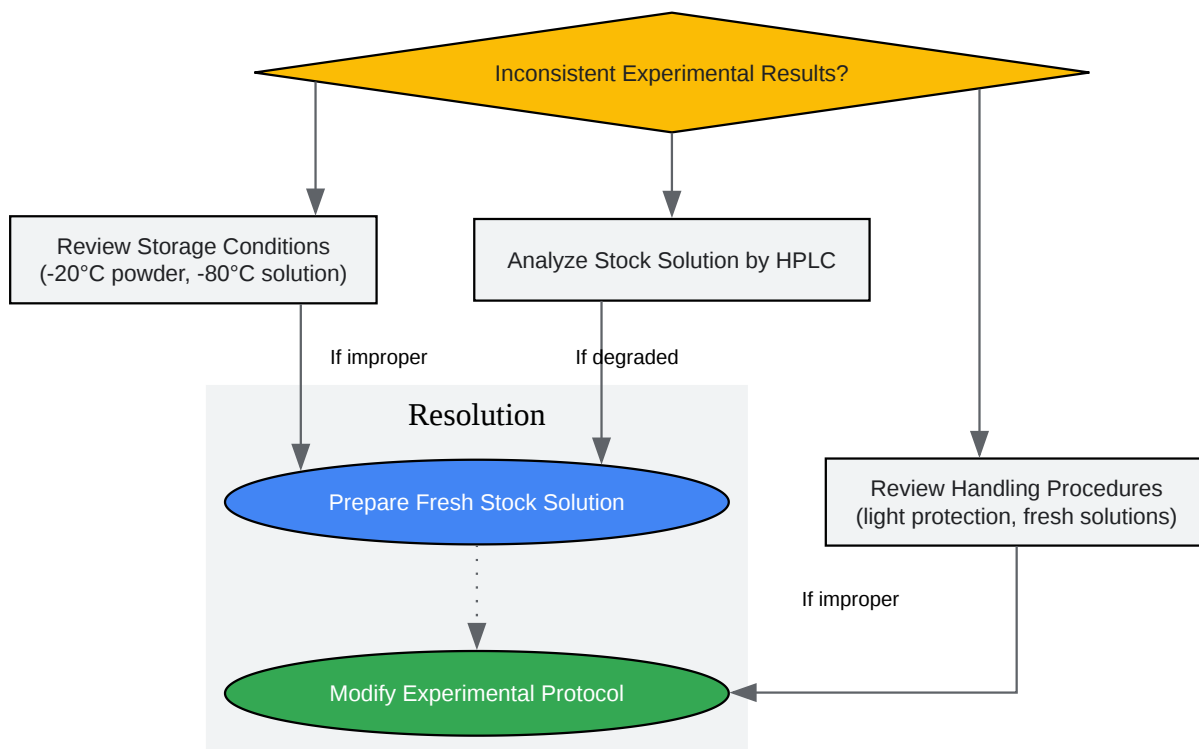 Inconsistent Experimental Results?
Review Storage Conditions
(-20°C powder, -80°C solution)
Analyze Stock Solution by HPLC
If improper
If degraded
Resolution
Prepare Fresh Stock Solution
Review Handling Procedures
(light protection, fresh solutions)
If improper
Modify Experimental Protocol